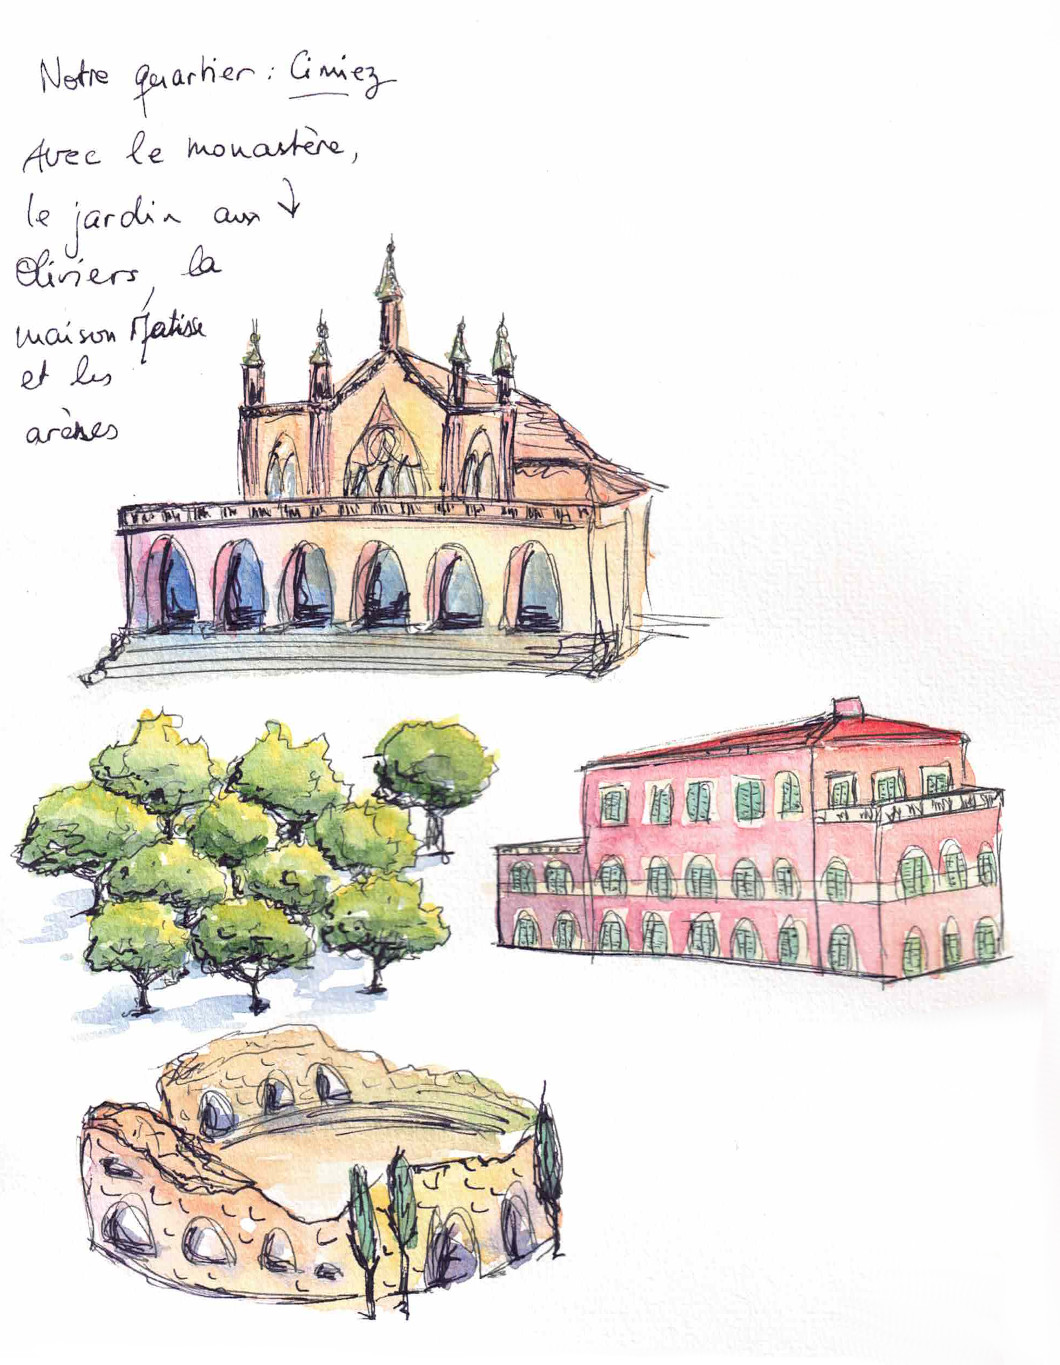 Notre quartier : Cimiez
Avec le monastère,
le jardin aux
Oliviers, la
maison Matisse
et les
arènes